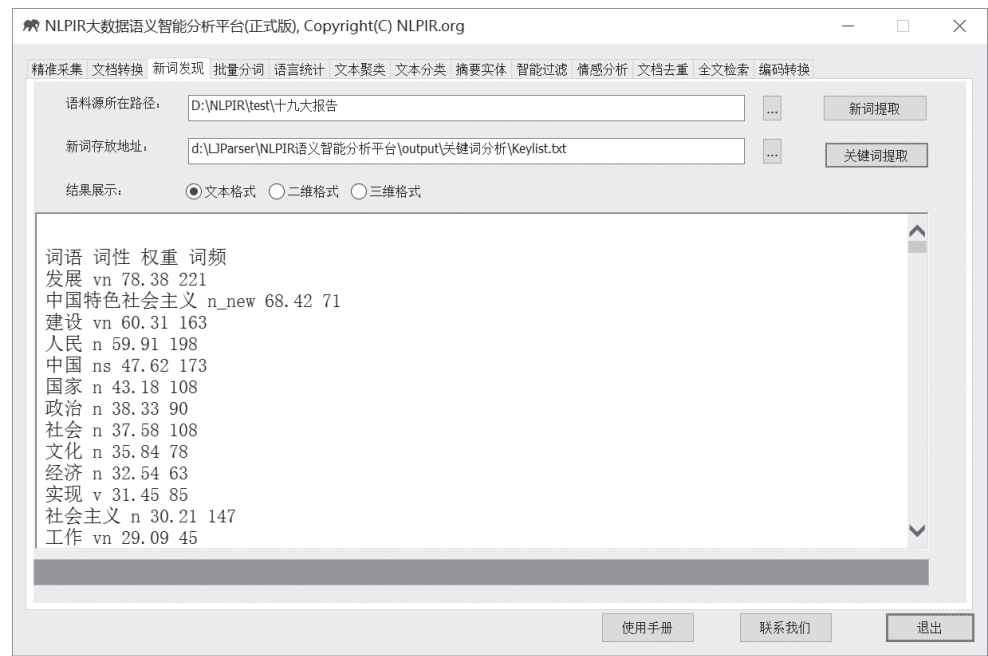 NLPIR大数据语义智能分析平台(正式版), Copyright(C) NLPIR.org
精准采集 文档转换 新词发现 批量分词 语言统计 文本聚类 文本分类 摘要实体 智能过滤 情感分析 文档去重 全文检索 编码转换
语料源所在路径: D:\NLPIR\test\十九大报告 ... 新词提取
新词存放地址: d:\LJParser\NLPIR语义智能分析平台\output\关键词分析\Keylist.txt ... 关键词提取
结果展示: 文本格式 二维格式 三维格式
词语 词性 权重 词频
发展 vn 78.38 221
中国特色社会主义 n_new 68.42 71
建设 vn 60.31 163
人民 n 59.91 198
中国 ns 47.62 173
国家 n 43.18 108
政治 n 38.33 90
社会 n 37.58 108
文化 n 35.84 78
经济 n 32.54 63
实现 v 31.45 85
社会主义 n 30.21 147
工作 vn 29.09 45
使用手册 联系我们 退出